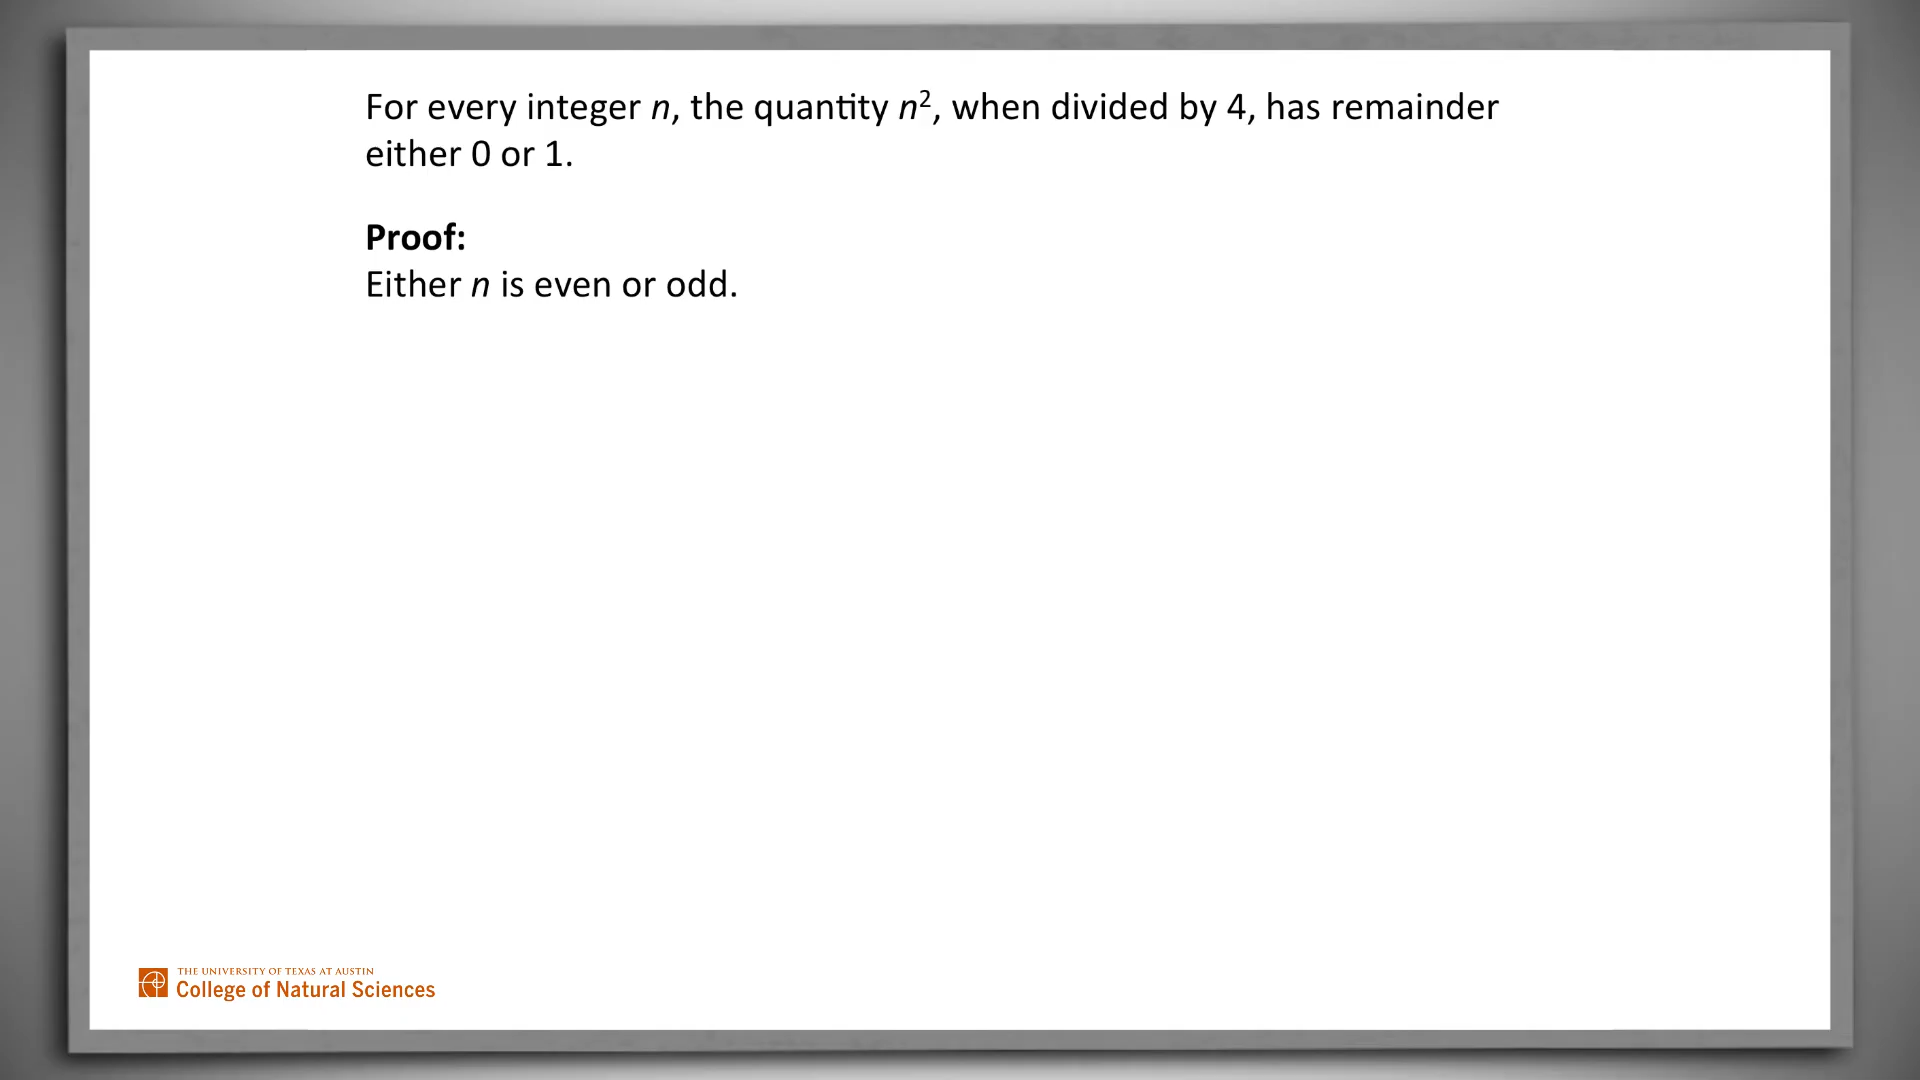 For every integer n, the quantity n², when divided by 4, has remainder
either 0 or 1.
Proof:
Either n is even or odd.
THE UNIVERSITY OF TEXAS AT AUSTIN
College of Natural Sciences